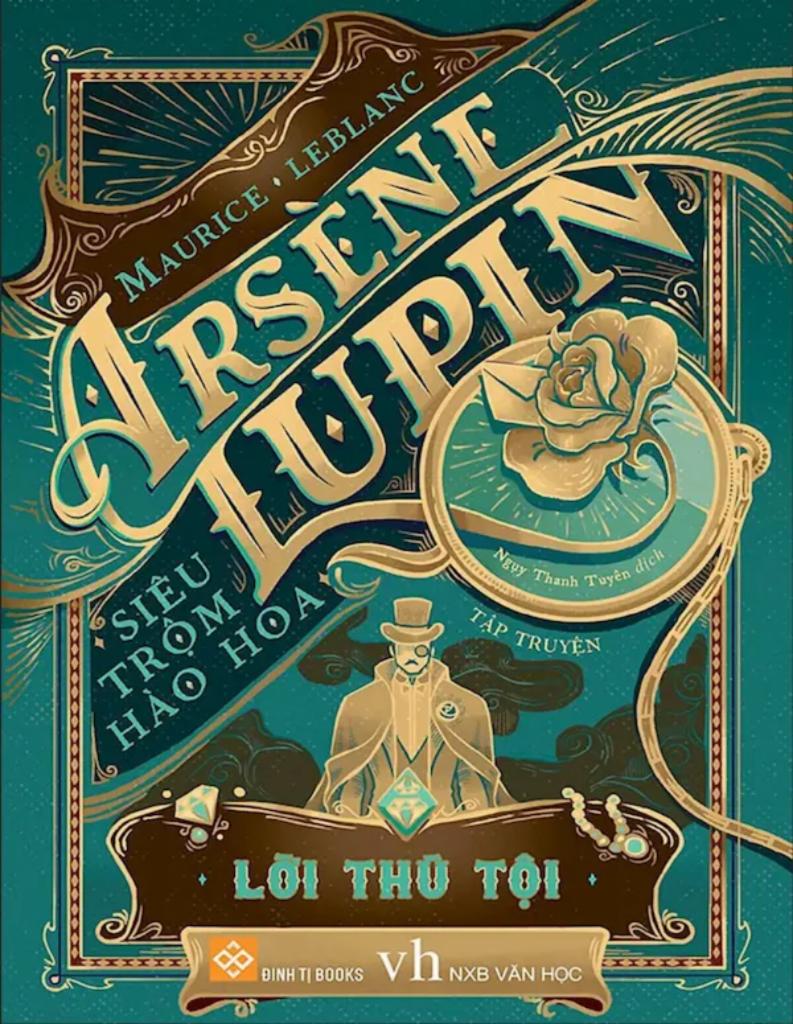 MAURICE • LEBLANC
ARSÈNE
LUPIN
SIÊU
TRỘM
HÀO HOA
Ngụy Thanh Tuyên dịch
TẬP TRUYỆN
LỜI THÚ TỘI
ĐINH TỊ BOOKS
vh NXB VĂN HỌC